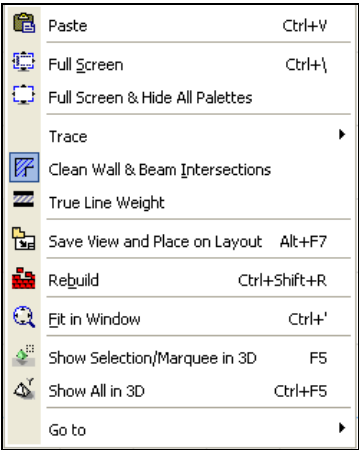 Paste Ctrl+V
Full Screen Ctrl+\
Full Screen & Hide All Palettes
Trace
Clean Wall & Beam Intersections
True Line Weight
Save View and Place on Layout Alt+F7
Rebuild Ctrl+Shift+R
Fit in Window Ctrl+'
Show Selection/Marquee in 3D F5
Show All in 3D Ctrl+F5
Go to